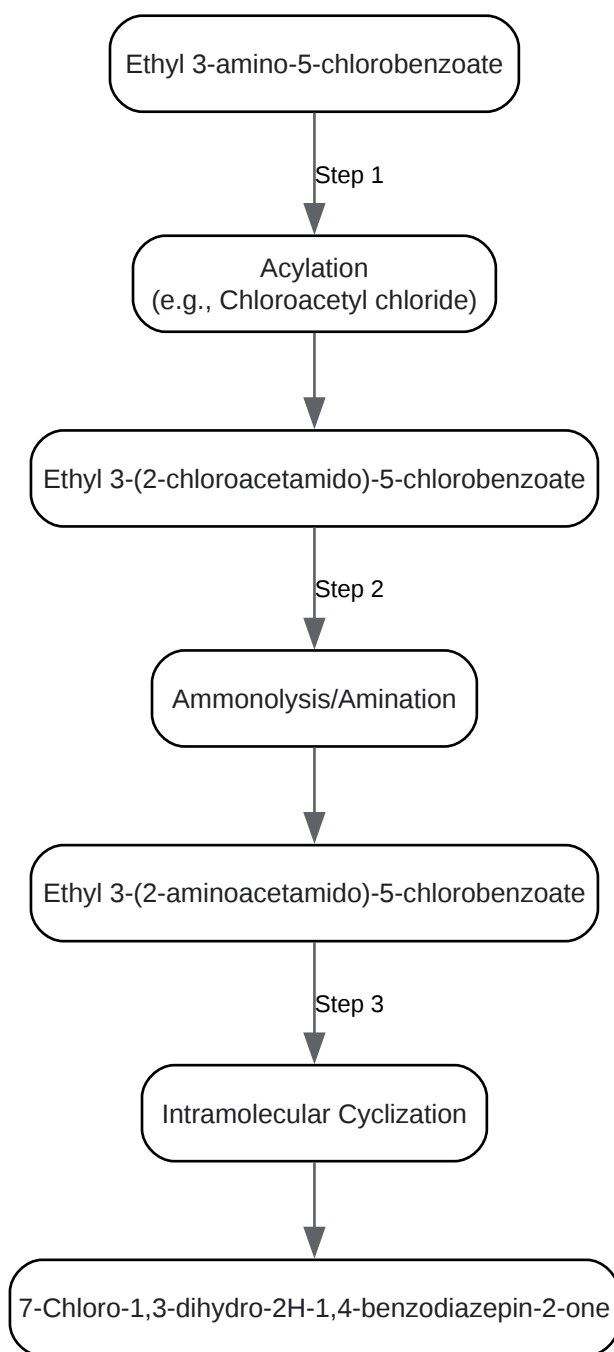 Ethyl 3-amino-5-chlorobenzoate
Step 1
Acylation
(e.g., Chloroacetyl chloride)
Ethyl 3-(2-chloroacetamido)-5-chlorobenzoate
Step 2
Ammonolysis/Amination
Ethyl 3-(2-aminoacetamido)-5-chlorobenzoate
Step 3
Intramolecular Cyclization
7-Chloro-1,3-dihydro-2H-1,4-benzodiazepin-2-one